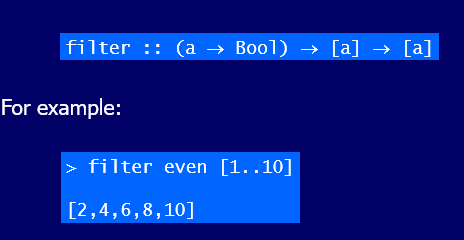 filter :: (a → Bool) → [a] → [a]
For example:
> filter even [1..10]
[2,4,6,8,10]